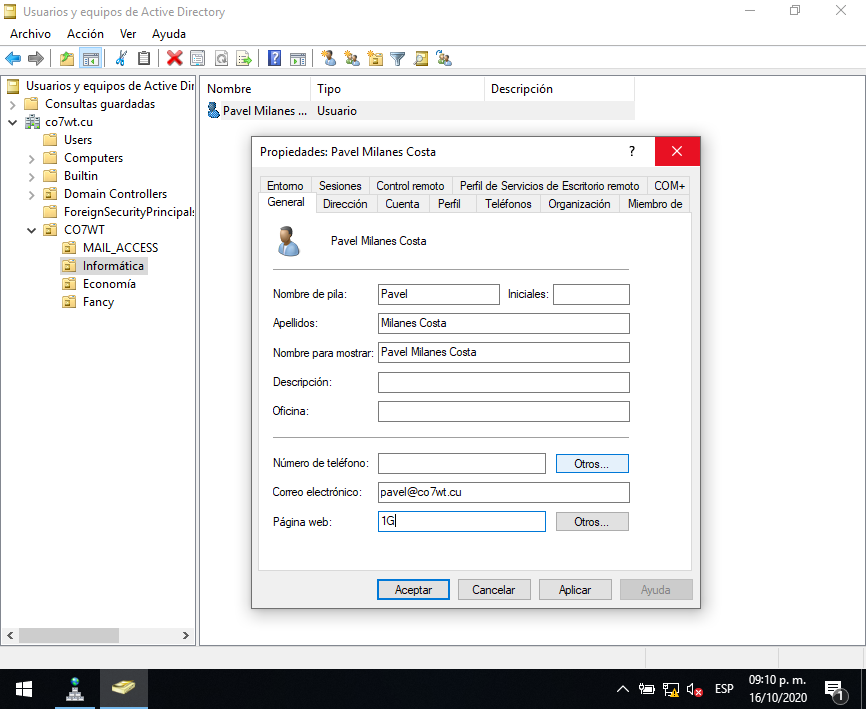 Usuarios y equipos de Active Directory
Archivo Acción Ver Ayuda
Usuarios y equipos de Active Dir
Consultas guardadas
co7wt.cu
Users
Computers
Builtin
Domain Controllers
ForeignSecurityPrincipals
CO7WT
MAIL_ACCESS
Informática
Economía
Fancy
Nombre Tipo Descripción
Pavel Milanes ... Usuario
Propiedades: Pavel Milanes Costa ?
Entorno Sesiones Control remoto Perfil de Servicios de Escritorio remoto COM+
General Dirección Cuenta Perfil Teléfonos Organización Miembro de
Pavel Milanes Costa
Nombre de pila: Pavel Iniciales:
Apellidos: Milanes Costa
Nombre para mostrar: Pavel Milanes Costa
Descripción:
Oficina:
Número de teléfono: Otros...
Correo electrónico: pavel@co7wt.cu
Página web: 1G Otros...
Aceptar Cancelar Aplicar Ayuda
ESP
09:10 p. m.
16/10/2020
1